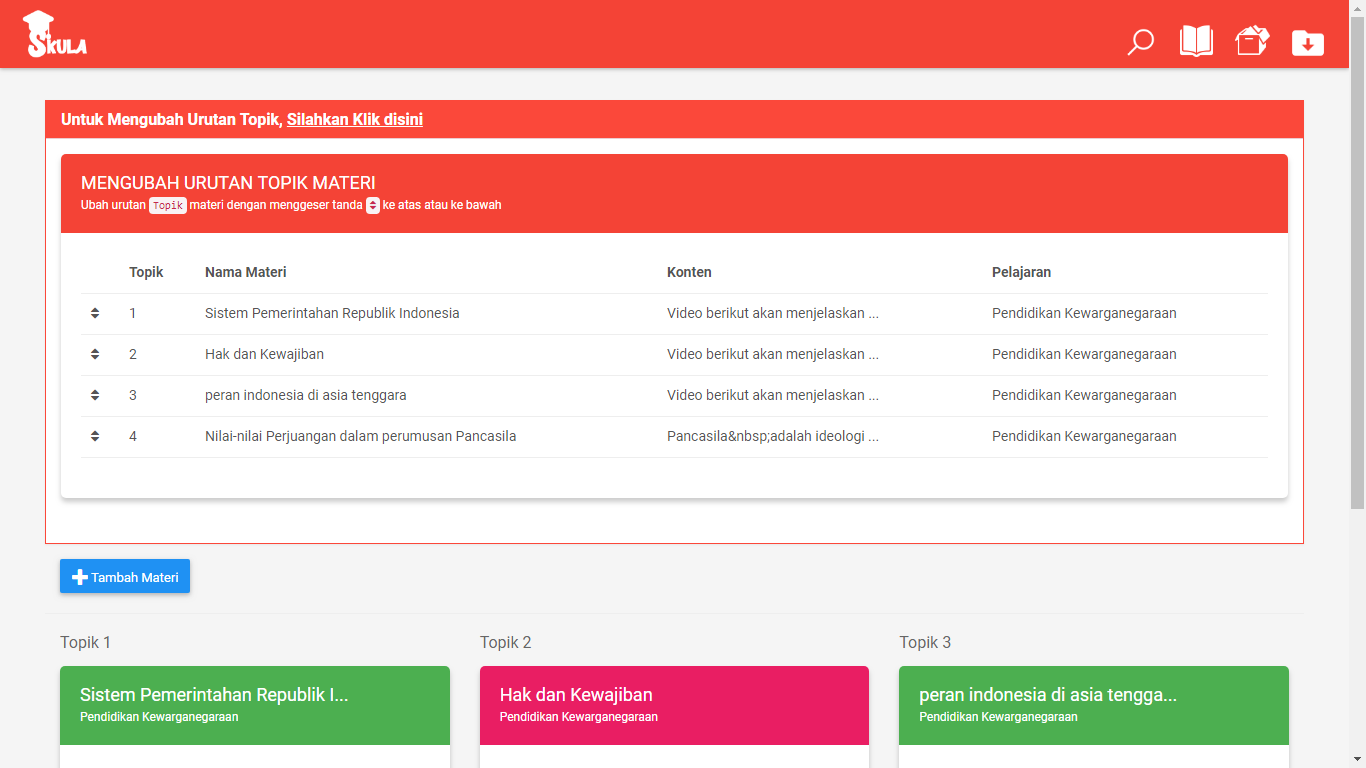 SKULA
Untuk Mengubah Urutan Topik, Silahkan Klik disini
MENGUBAH URUTAN TOPIK MATERI
Ubah urutan Topik materi dengan menggeser tanda ke atas atau ke bawah
Topik Nama Materi Konten Pelajaran
1 Sistem Pemerintahan Republik Indonesia Video berikut akan menjelaskan ... Pendidikan Kewarganegaraan
2 Hak dan Kewajiban Video berikut akan menjelaskan ... Pendidikan Kewarganegaraan
3 peran indonesia di asia tenggara Video berikut akan menjelaskan ... Pendidikan Kewarganegaraan
4 Nilai-nilai Perjuangan dalam perumusan Pancasila Pancasila&nbsp;adalah ideologi ... Pendidikan Kewarganegaraan
Tambah Materi
Topik 1 Topik 2 Topik 3
Sistem Pemerintahan Republik I... Hak dan Kewajiban peran indonesia di asia tengga...
Pendidikan Kewarganegaraan Pendidikan Kewarganegaraan Pendidikan Kewarganegaraan